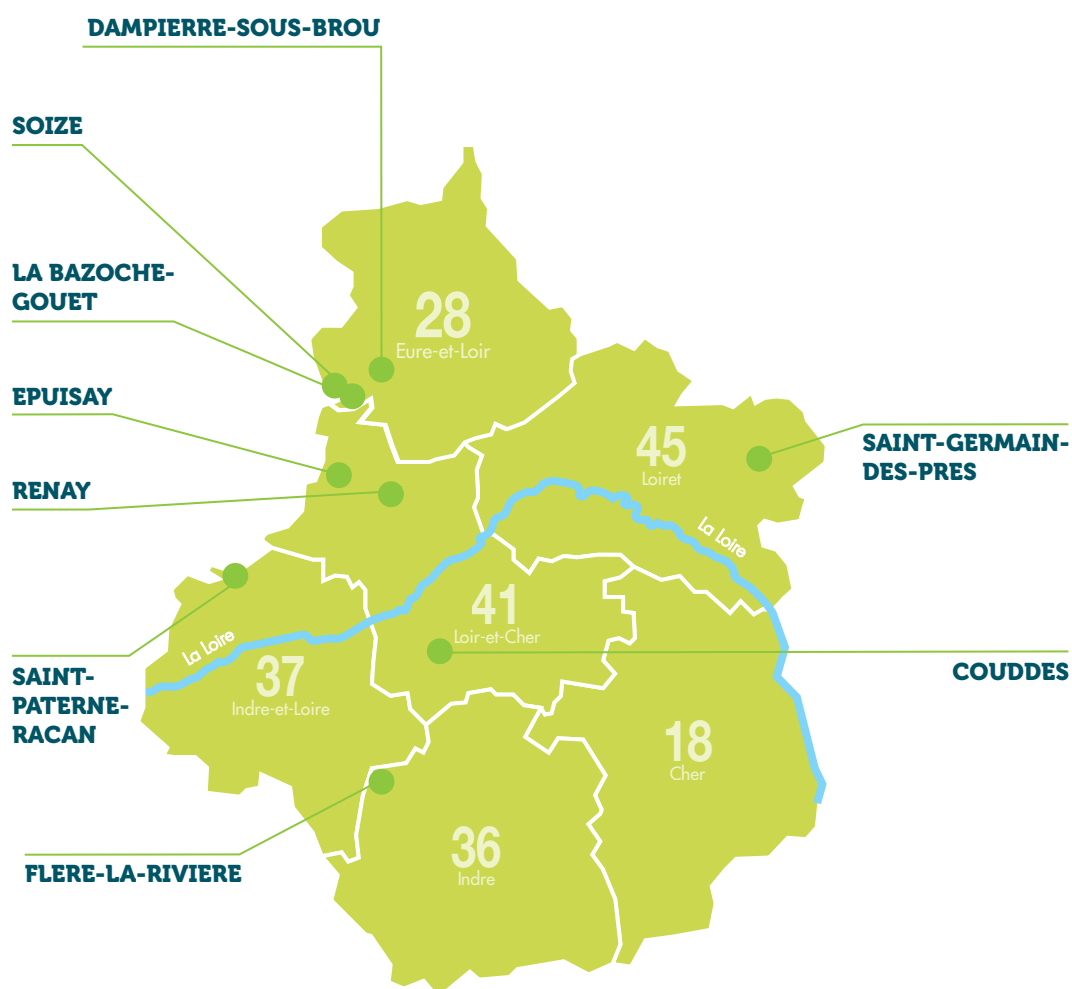 DAMPIERRE-SOUS-BROU
SOIZE
LA BAZOCHE-
GOUET
28
Eure-et-Loir
EPUISAY
RENAY
45
Loiret
SAINT-GERMAIN-
DES-PRES
La Loire
41
Loir-et-Cher
La Loire
37
Indre-et-Loire
SAINT-
PATERNE-
RACAN
COUDDES
18
Cher
36
Indre
FLERE-LA-RIVIERE